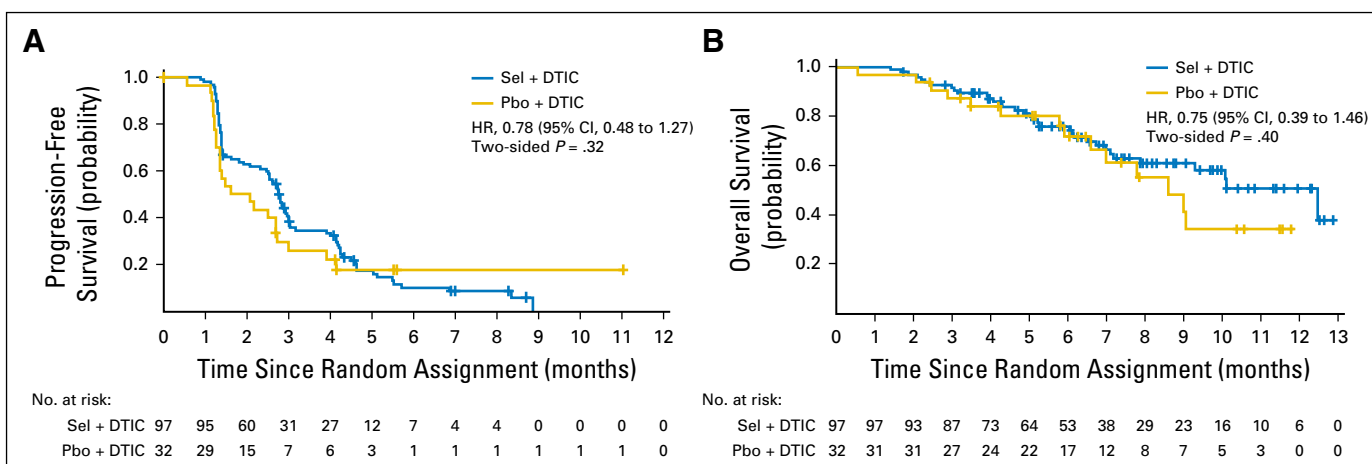 A
Progression-Free
Survival (probability)
1.0
0.8
0.6
0.4
0.2
0 1 2 3 4 5 6 7 8 9 10 11 12
Time Since Random Assignment (months)
Sel + DTIC
Pbo + DTIC
HR, 0.78 (95% CI, 0.48 to 1.27)
Two-sided P = .32
No. at risk:
Sel + DTIC 97 95 60 31 27 12 7 4 4 0 0 0 0
Pbo + DTIC 32 29 15 7 6 3 1 1 1 1 1 1 0
B
Overall Survival
(probability)
1.0
0.8
0.6
0.4
0.2
0 1 2 3 4 5 6 7 8 9 10 11 12 13
Time Since Random Assignment (months)
Sel + DTIC
Pbo + DTIC
HR, 0.75 (95% CI, 0.39 to 1.46)
Two-sided P = .40
No. at risk:
Sel + DTIC 97 97 93 87 73 64 53 38 29 23 16 10 6 0
Pbo + DTIC 32 31 31 27 24 22 17 12 8 7 5 3 0 0